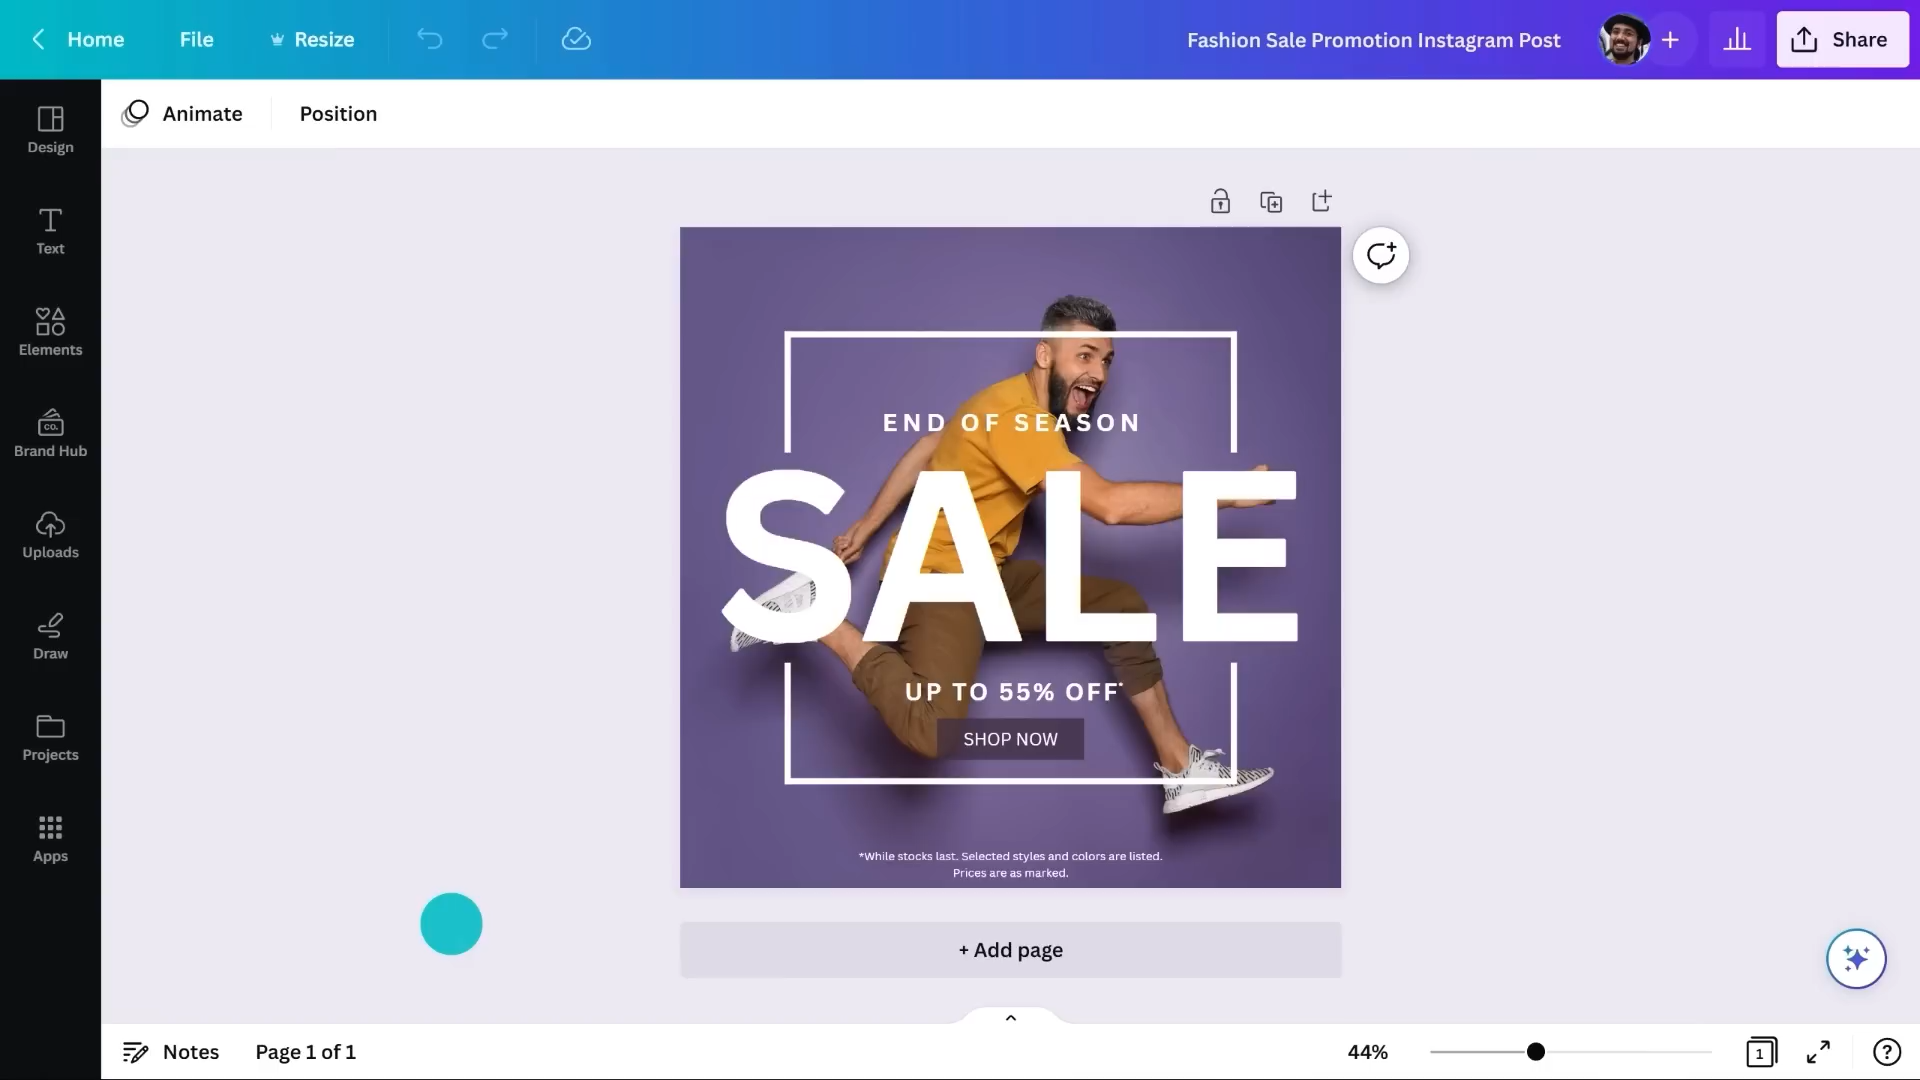 Home
File
Resize
Fashion Sale Promotion Instagram Post
Share
Animate
Position
Design
Text
Elements
CO.
Brand Hub
Uploads
Draw
Projects
Apps
END OF SEASON
SALE
UP TO 55% OFF*
SHOP NOW
*While stocks last. Selected styles and colors are listed.
Prices are as marked.
+ Add page
Notes
Page 1 of 1
44%
1
?